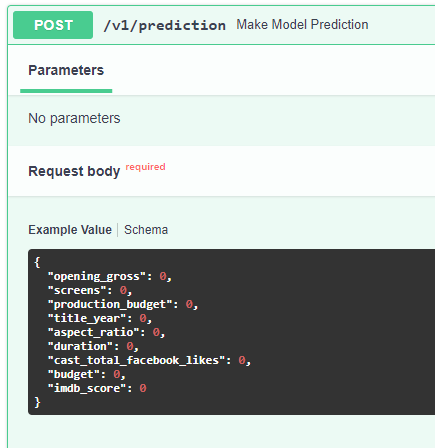 POST /v1/prediction Make Model Prediction
Parameters
No parameters
Request body required
Example Value Schema
{
  "opening_gross": 0,
  "screens": 0,
  "production_budget": 0,
  "title_year": 0,
  "aspect_ratio": 0,
  "duration": 0,
  "cast_total_facebook_likes": 0,
  "budget": 0,
  "imdb_score": 0
}